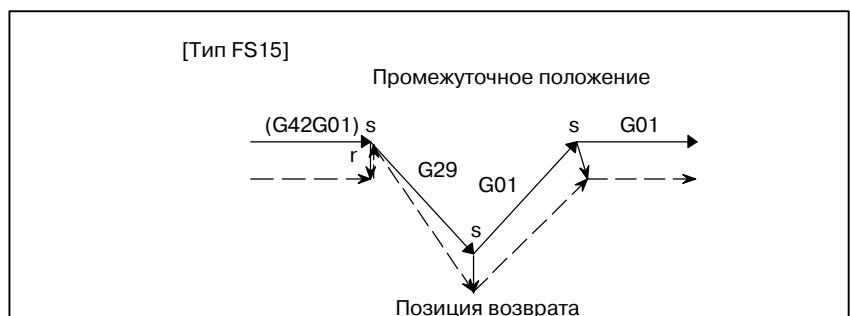 [Тип FS15]
Промежуточное положение
(G42G01) s
s G01
r
G29
G01
s
Позиция возврата